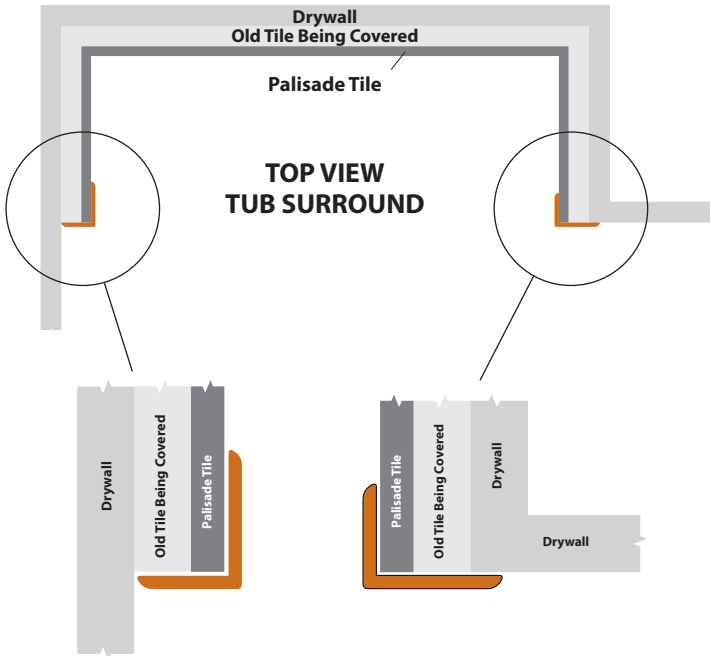 Drywall
Old Tile Being Covered
Palisade Tile
TOP VIEW
TUB SURROUND
Drywall
Old Tile Being Covered
Palisade Tile
Palisade Tile
Old Tile Being Covered
Drywall
Drywall